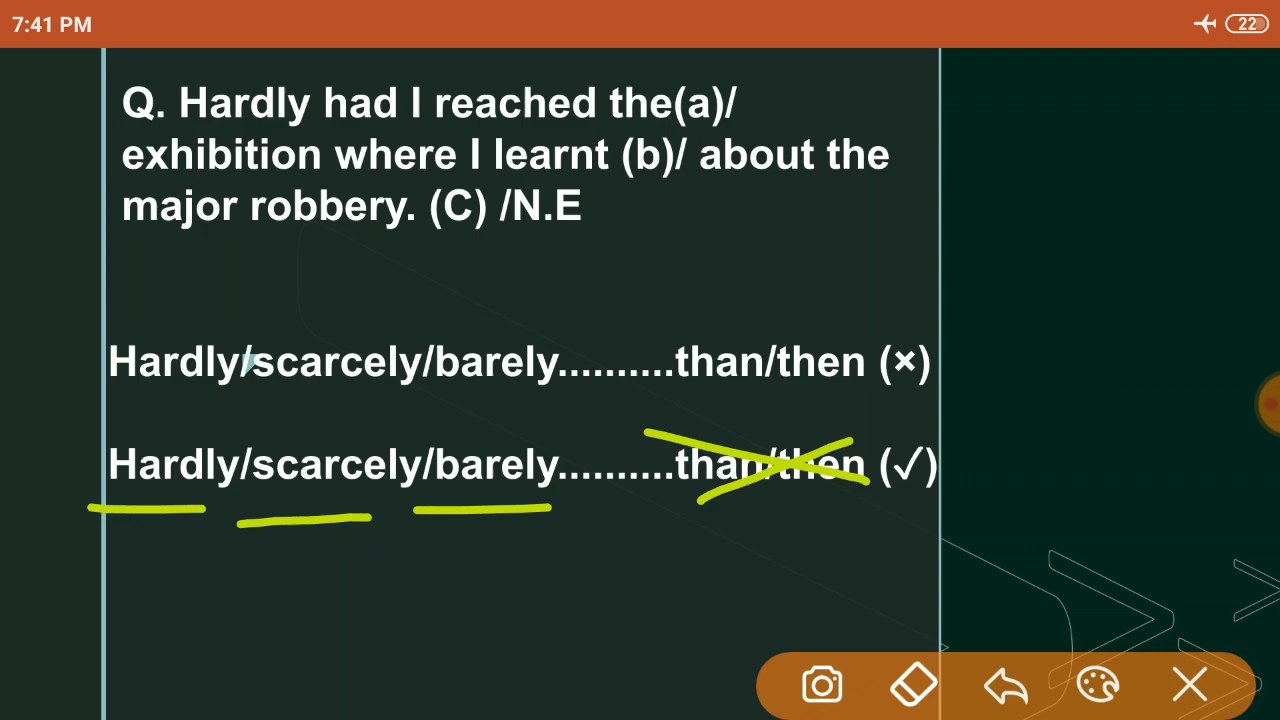 7:41 PM
22
Q. Hardly had I reached the(a)/
exhibition where I learnt (b)/ about the
major robbery. (C) /N.E
Hardly/scarcely/barely..........than/then (×)
Hardly/scarcely/barely..........than/then (✓)